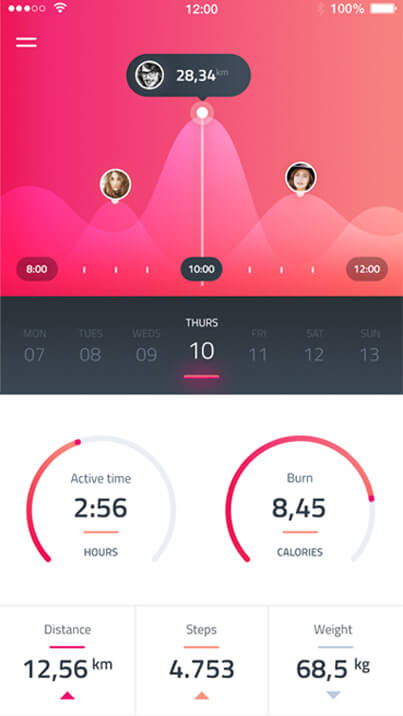 12:00 100%
28,34 km
8:00 10:00 12:00
MON TUES WEDS THURS FRI SAT SUN
07 08 09 10 11 12 13
Active time Burn
2:56 8,45
HOURS CALORIES
Distance Steps Weight
12,56 km 4.753 68,5 kg